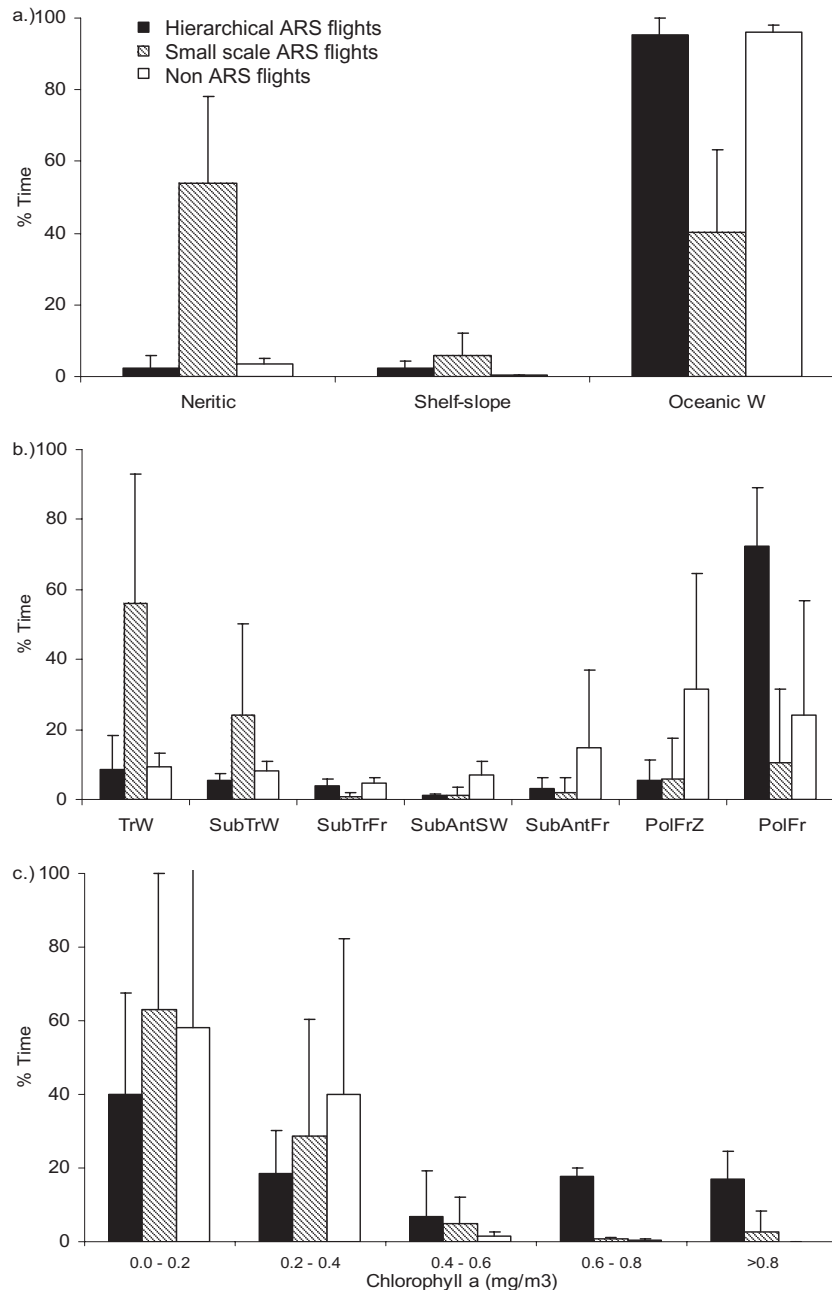 a.)
100
80
60
40
20
0
% Time
Hierarchical ARS flights
Small scale ARS flights
Non ARS flights
Neritic Shelf-slope Oceanic W
b.)
100
80
60
40
20
0
% Time
TrW SubTrW SubTrFr SubAntSW SubAntFr PolFrZ PolFr
c.)
100
80
60
40
20
0
% Time
0.0 - 0.2 0.2 - 0.4 0.4 - 0.6 0.6 - 0.8 >0.8
Chlorophyll a (mg/m3)